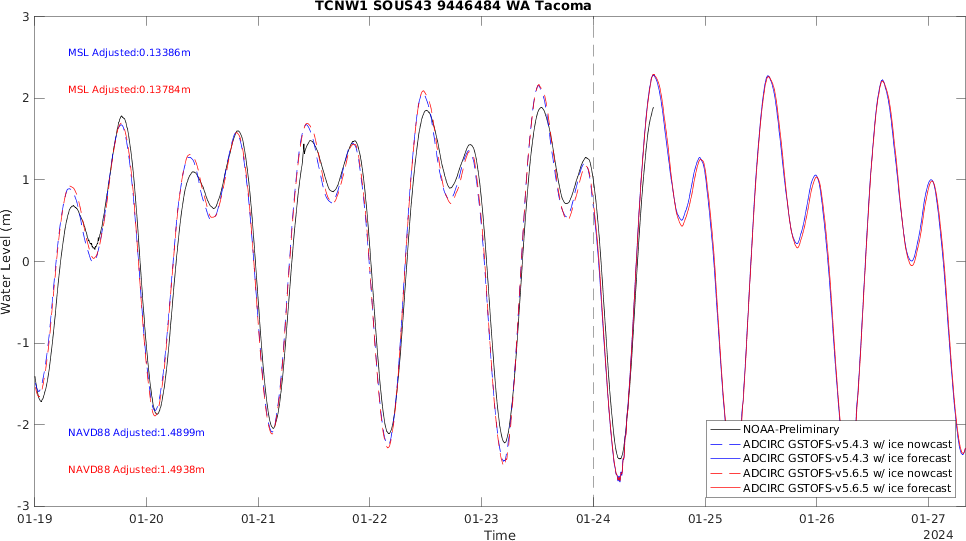 TCNW1 SOUS43 9446484 WA Tacoma
3
2
1
0
-1
-2
-3
Water Level (m)
MSL Adjusted:0.13386m
MSL Adjusted:0.13784m
NAVD88 Adjusted:1.4899m
NAVD88 Adjusted:1.4938m
NOAA-Preliminary
ADCIRC GSTOFS-v5.4.3 w/ ice nowcast
ADCIRC GSTOFS-v5.4.3 w/ ice forecast
ADCIRC GSTOFS-v5.6.5 w/ ice nowcast
ADCIRC GSTOFS-v5.6.5 w/ ice forecast
01-19 01-20 01-21 01-22 01-23 01-24 01-25 01-26 01-27
Time
2024